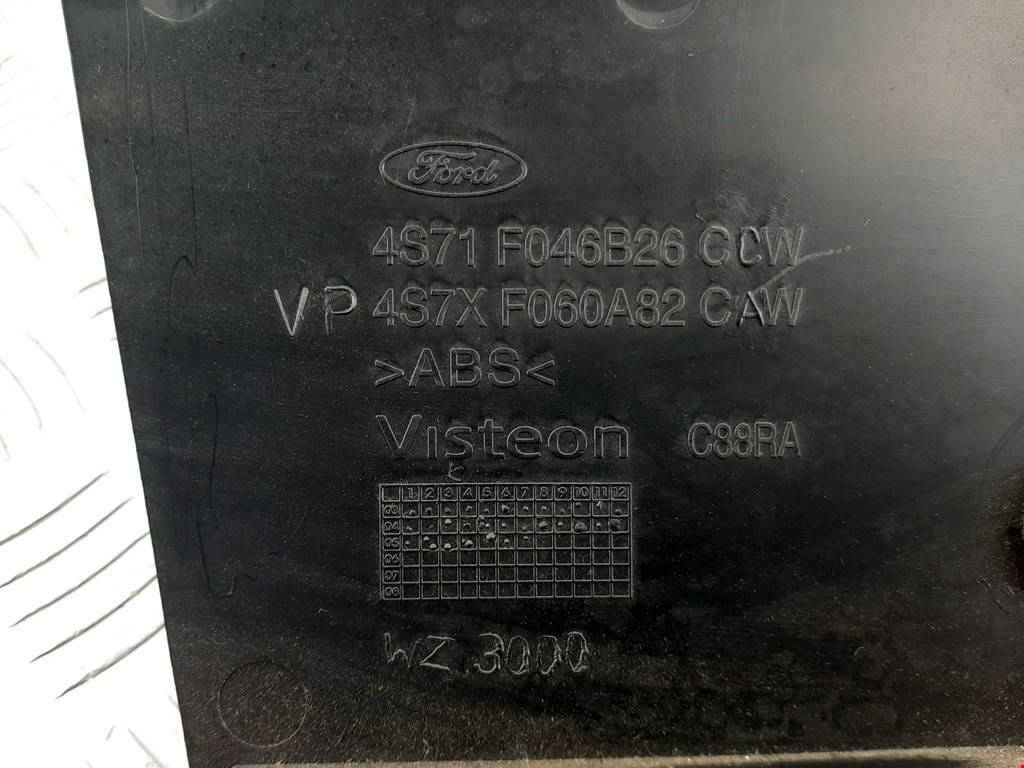 Ford
4S71 F046B26 CCW
VP 4S7X F060A82 CAW
>ABS<
Visteon C88RA
1 2 3 4 5 6 7 8 9 10 11 12
03
04
05
06
07
08
WZ 3000